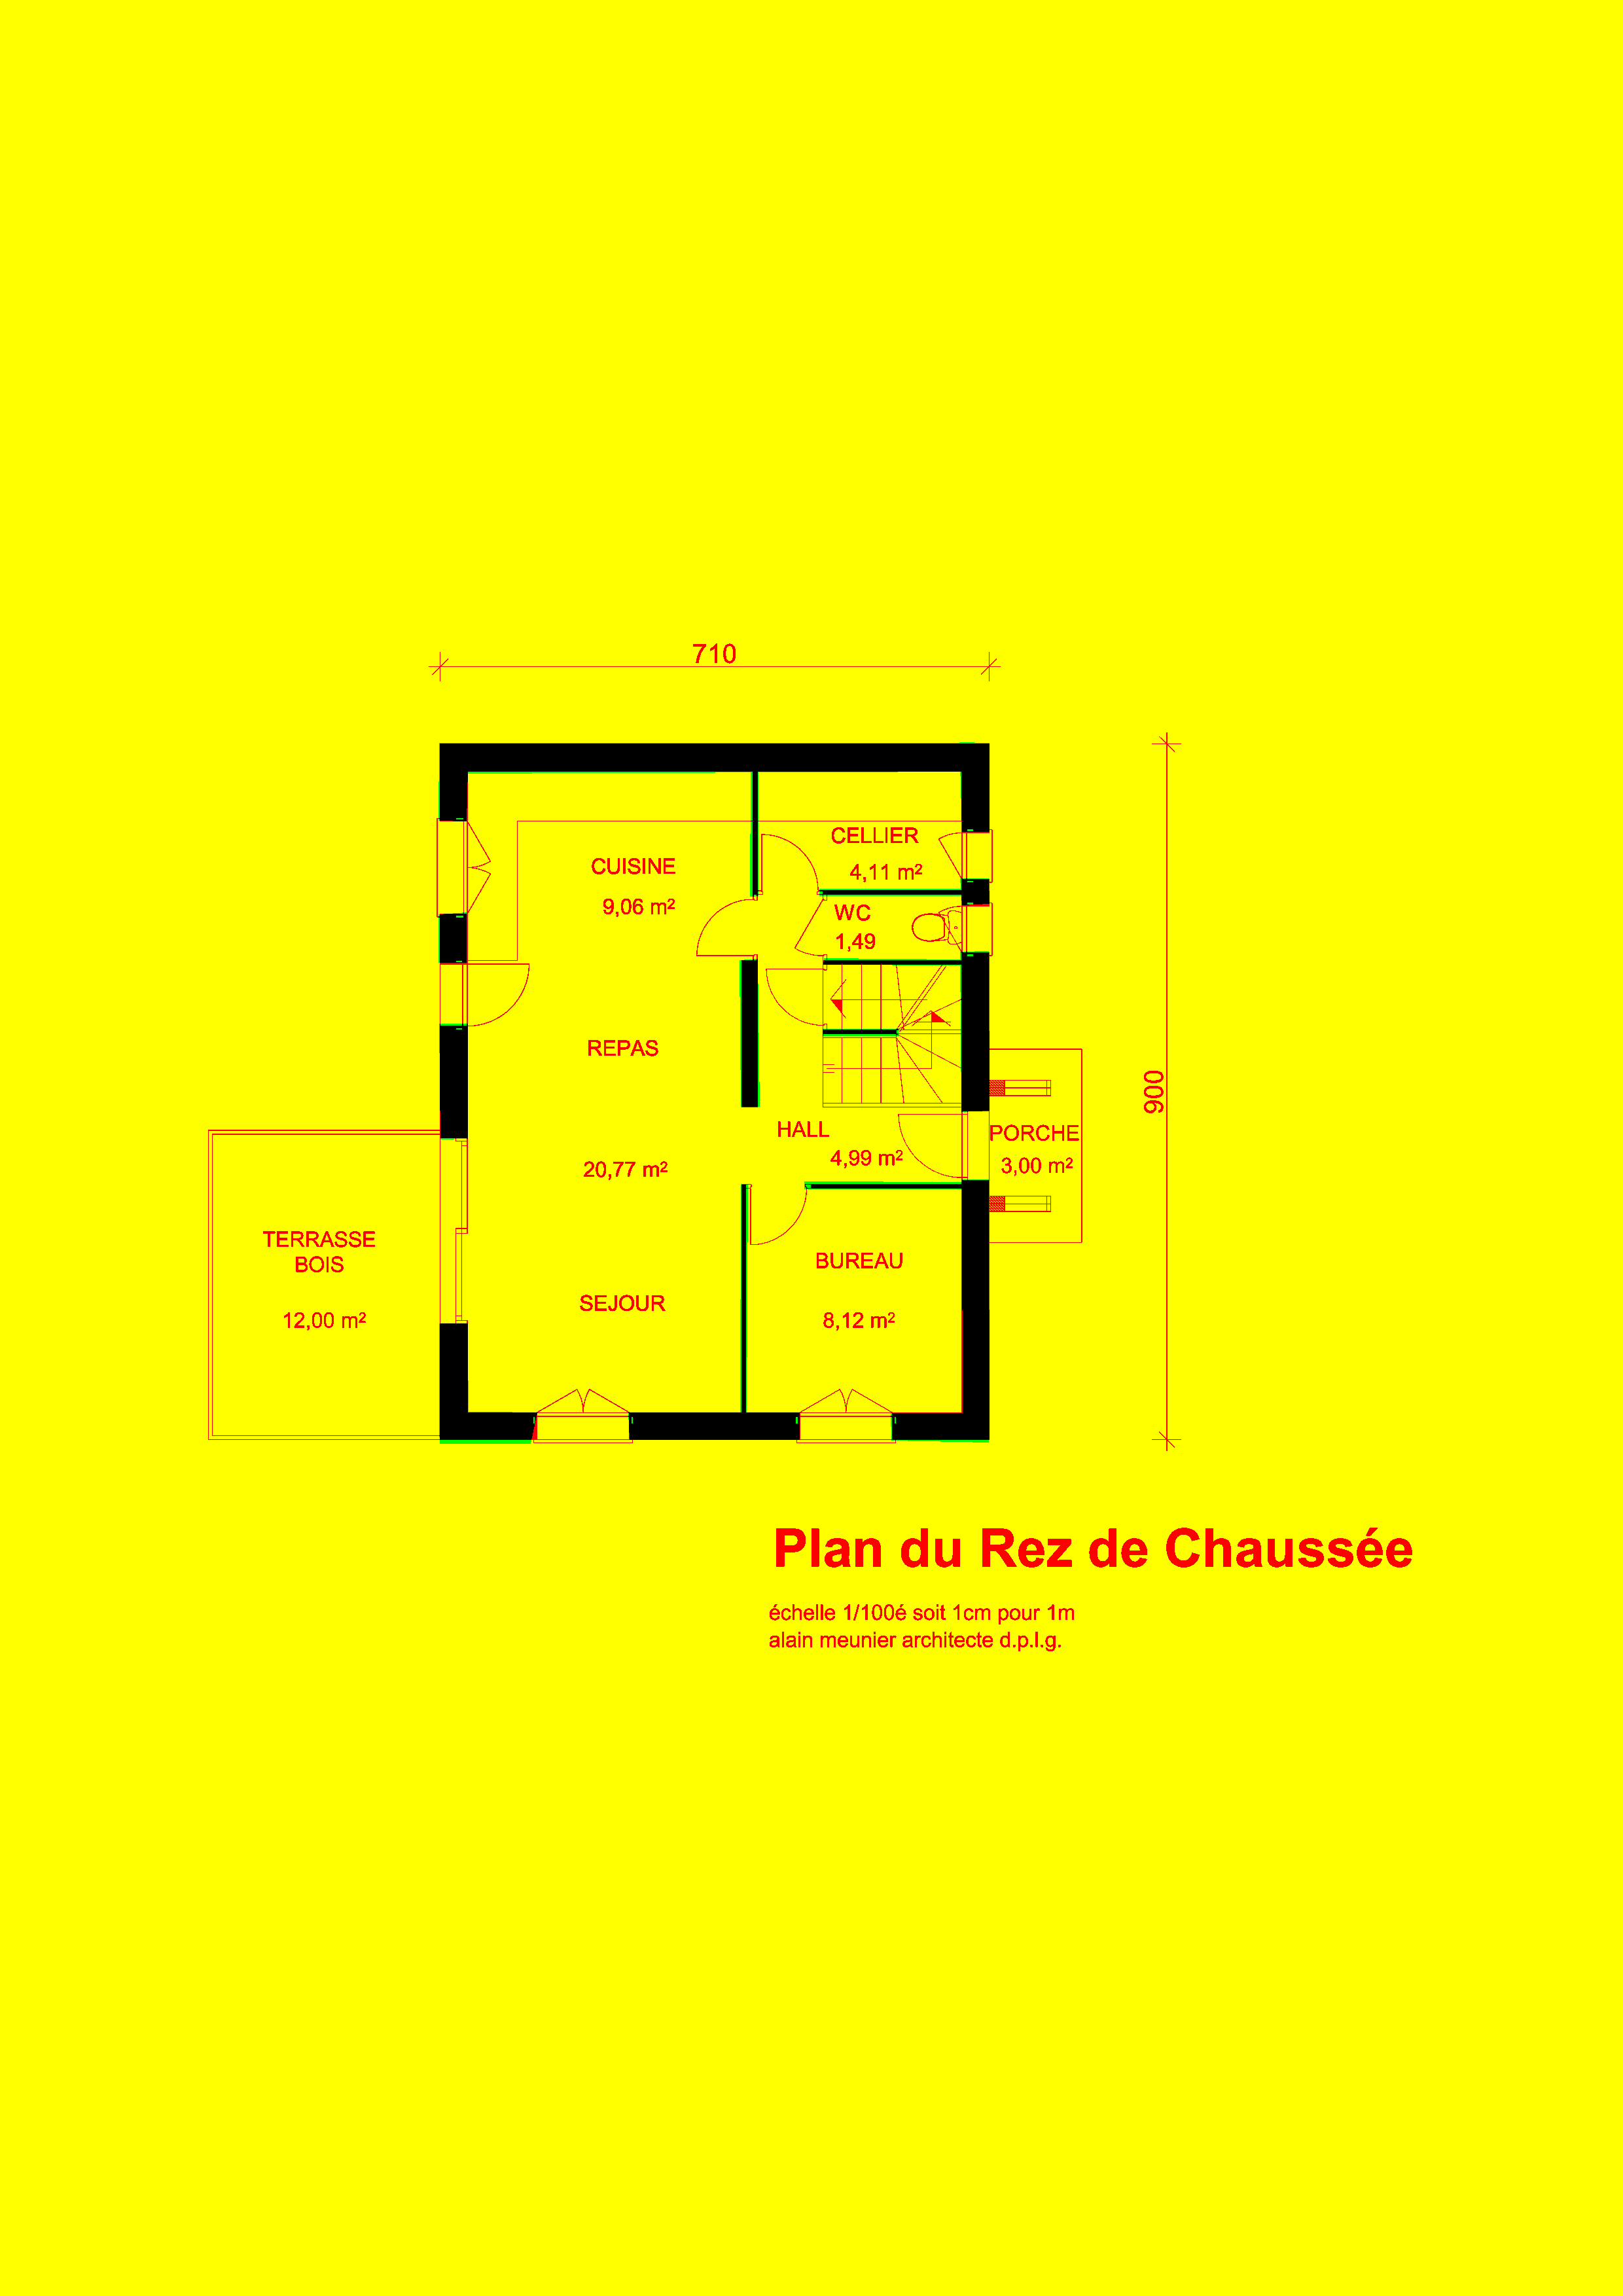 710
CELLIER
4,11 m²
CUISINE
9,06 m²
WC
1,49
REPAS
900
HALL
4,99 m²
PORCHE
3,00 m²
20,77 m²
TERRASSE
BOIS
12,00 m²
BUREAU
8,12 m²
SEJOUR
Plan du Rez de Chaussée
échelle 1/100é soit 1cm pour 1m
alain meunier architecte d.p.l.g.